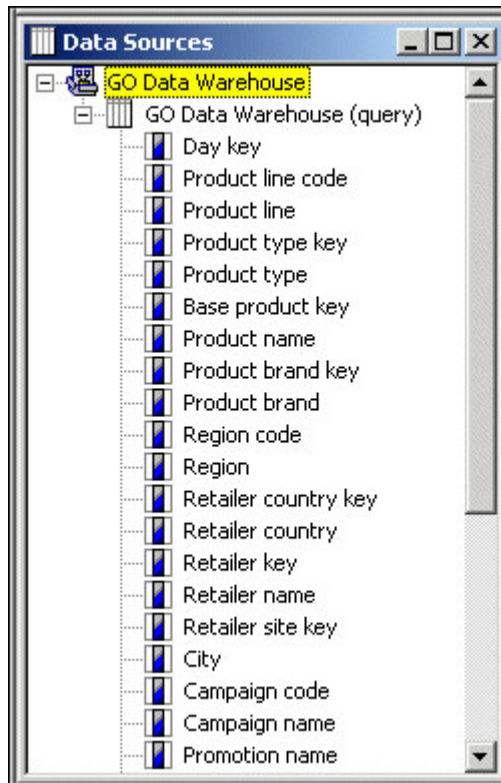 Data Sources
GO Data Warehouse
GO Data Warehouse (query)
Day key
Product line code
Product line
Product type key
Product type
Base product key
Product name
Product brand key
Product brand
Region code
Region
Retailer country key
Retailer country
Retailer key
Retailer name
Retailer site key
City
Campaign code
Campaign name
Promotion name